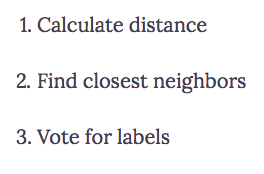 1. Calculate distance
2. Find closest neighbors
3. Vote for labels